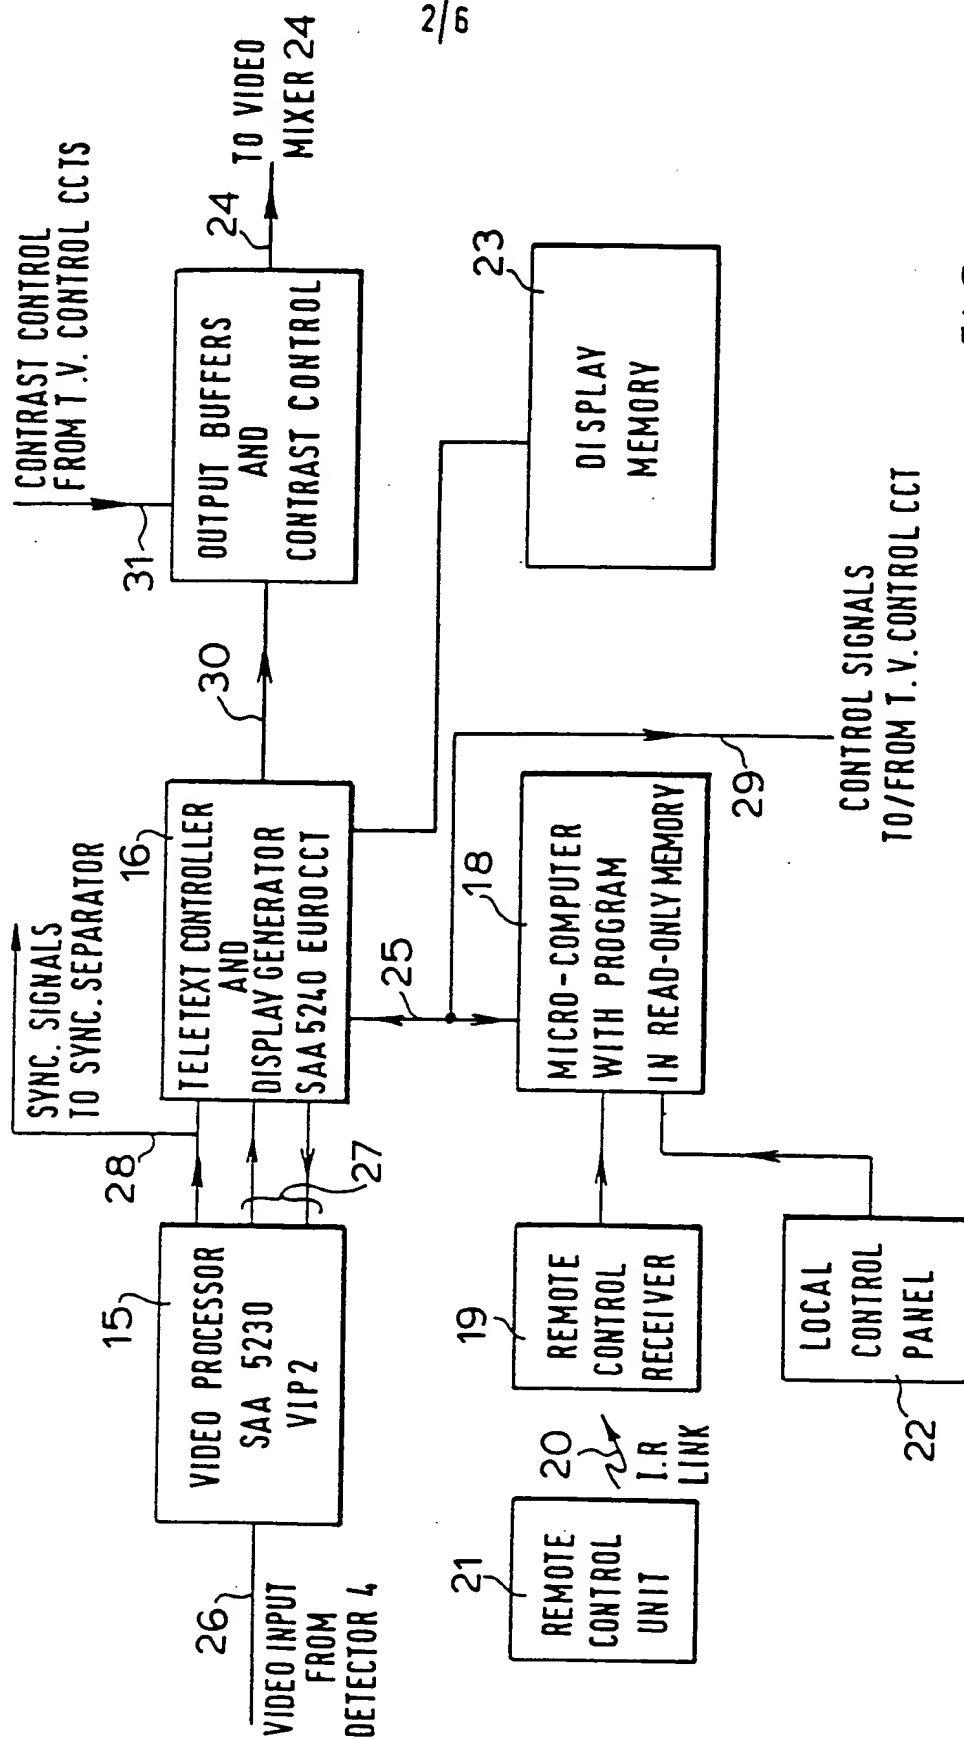 2/6
CONTRAST CONTROL
FROM T.V. CONTROL CCTS
31
SYNC. SIGNALS
TO SYNC. SEPARATOR
28
26
VIDEO INPUT
FROM
DETECTOR 4
15
VIDEO PROCESSOR
SAA 5230
VIP2
27
16
TELETEXT CONTROLLER
AND
DISPLAY GENERATOR
SAA 5240 EUROCCT
30
OUTPUT BUFFERS
AND
CONTRAST CONTROL
24
TO VIDEO
MIXER 24
25
23
DISPLAY
MEMORY
21
REMOTE
CONTROL
UNIT
20
I.R
LINK
19
REMOTE
CONTROL
RECEIVER
18
MICRO-COMPUTER
WITH PROGRAM
IN READ-ONLY MEMORY
29
CONTROL SIGNALS
TO/FROM T.V. CONTROL CCT
22
LOCAL
CONTROL
PANEL